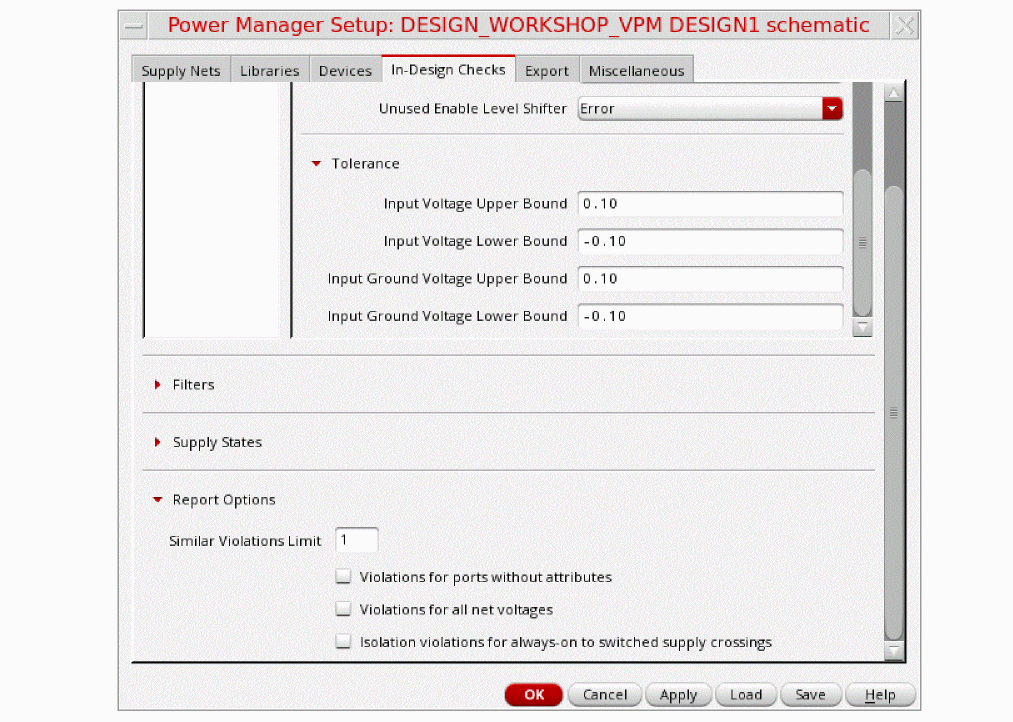 Power Manager Setup: DESIGN_WORKSHOP_VPM DESIGN1 schematic
Supply Nets Libraries Devices In-Design Checks Export Miscellaneous
Unused Enable Level Shifter Error
Tolerance
Input Voltage Upper Bound 0.10
Input Voltage Lower Bound -0.10
Input Ground Voltage Upper Bound 0.10
Input Ground Voltage Lower Bound -0.10
Filters
Supply States
Report Options
Similar Violations Limit 1
Violations for ports without attributes
Violations for all net voltages
Isolation violations for always-on to switched supply crossings
OK Cancel Apply Load Save Help